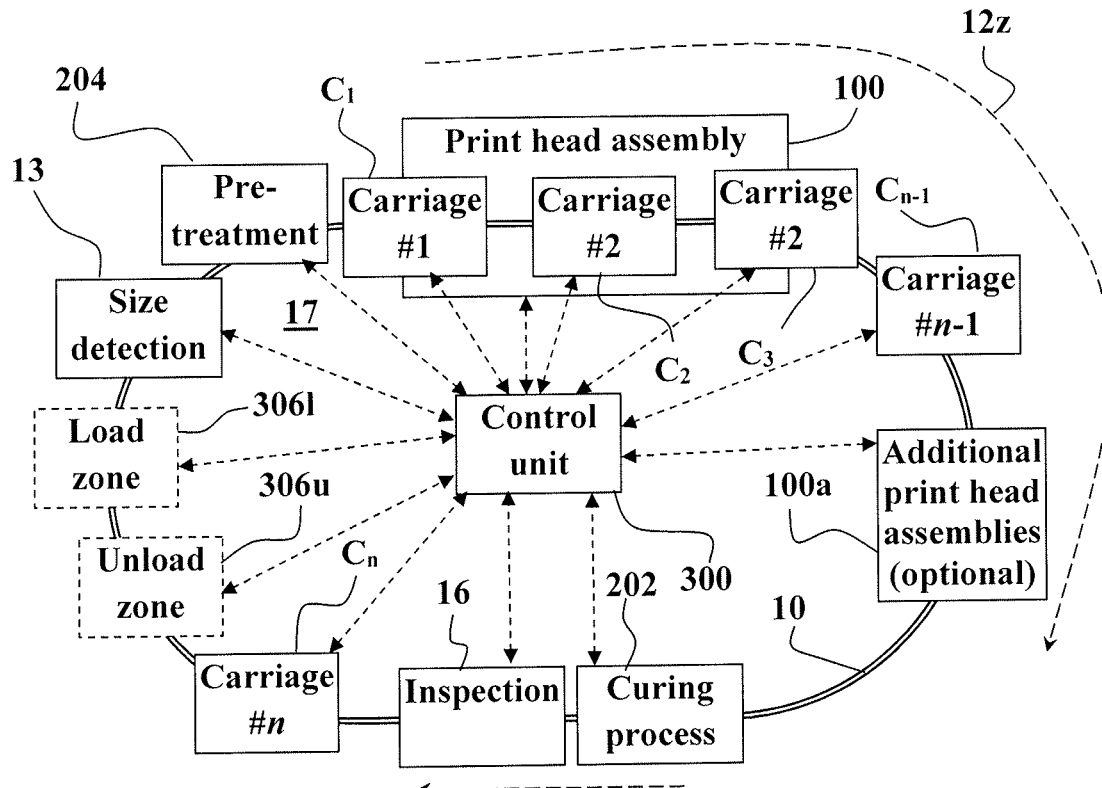 12z
204
C1
100
Print head assembly
13
Pre-
treatment
Carriage
#1
Carriage
#2
Carriage
#2
Cn-1
Size
detection
17
Carriage
#n-1
C2
C3
306l
Load
zone
Control
unit
Additional
print head
assemblies
(optional)
100a
306u
Unload
zone
Cn
300
16
202
10
Carriage
#n
Inspection
Curing
process